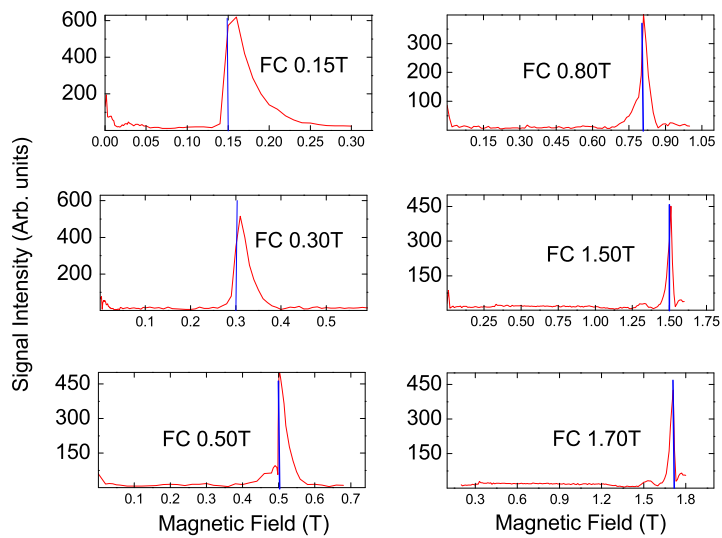 600
400
200
FC 0.15T
0.00 0.05 0.10 0.15 0.20 0.25 0.30
300
200
100
FC 0.80T
0.15 0.30 0.45 0.60 0.75 0.90 1.05
Signal Intensity (Arb. units)
600
400
200
FC 0.30T
0.1 0.2 0.3 0.4 0.5
450
300
150
FC 1.50T
0.25 0.50 0.75 1.00 1.25 1.50 1.75
450
300
150
FC 0.50T
0.1 0.2 0.3 0.4 0.5 0.6 0.7
Magnetic Field (T)
450
300
150
FC 1.70T
0.3 0.6 0.9 1.2 1.5 1.8
Magnetic Field (T)